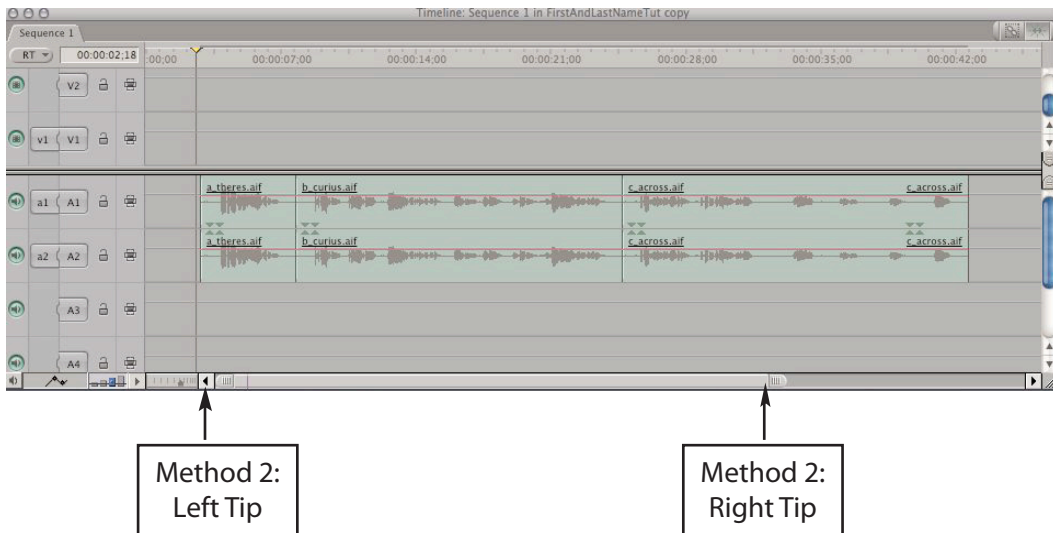 Timeline: Sequence 1 in FirstAndLastNameTut copy
Sequence 1
RT 00:00:02;18 :00;00 00:00:07;00 00:00:14;00 00:00:21;00 00:00:28;00 00:00:35;00 00:00:42;00
V2
v1 V1
a_theres.aif b_curius.aif c_across.aif c_across.aif
a1 A1
a_theres.aif b_curius.aif c_across.aif c_across.aif
a2 A2
A3
A4
Method 2:
Left Tip
Method 2:
Right Tip